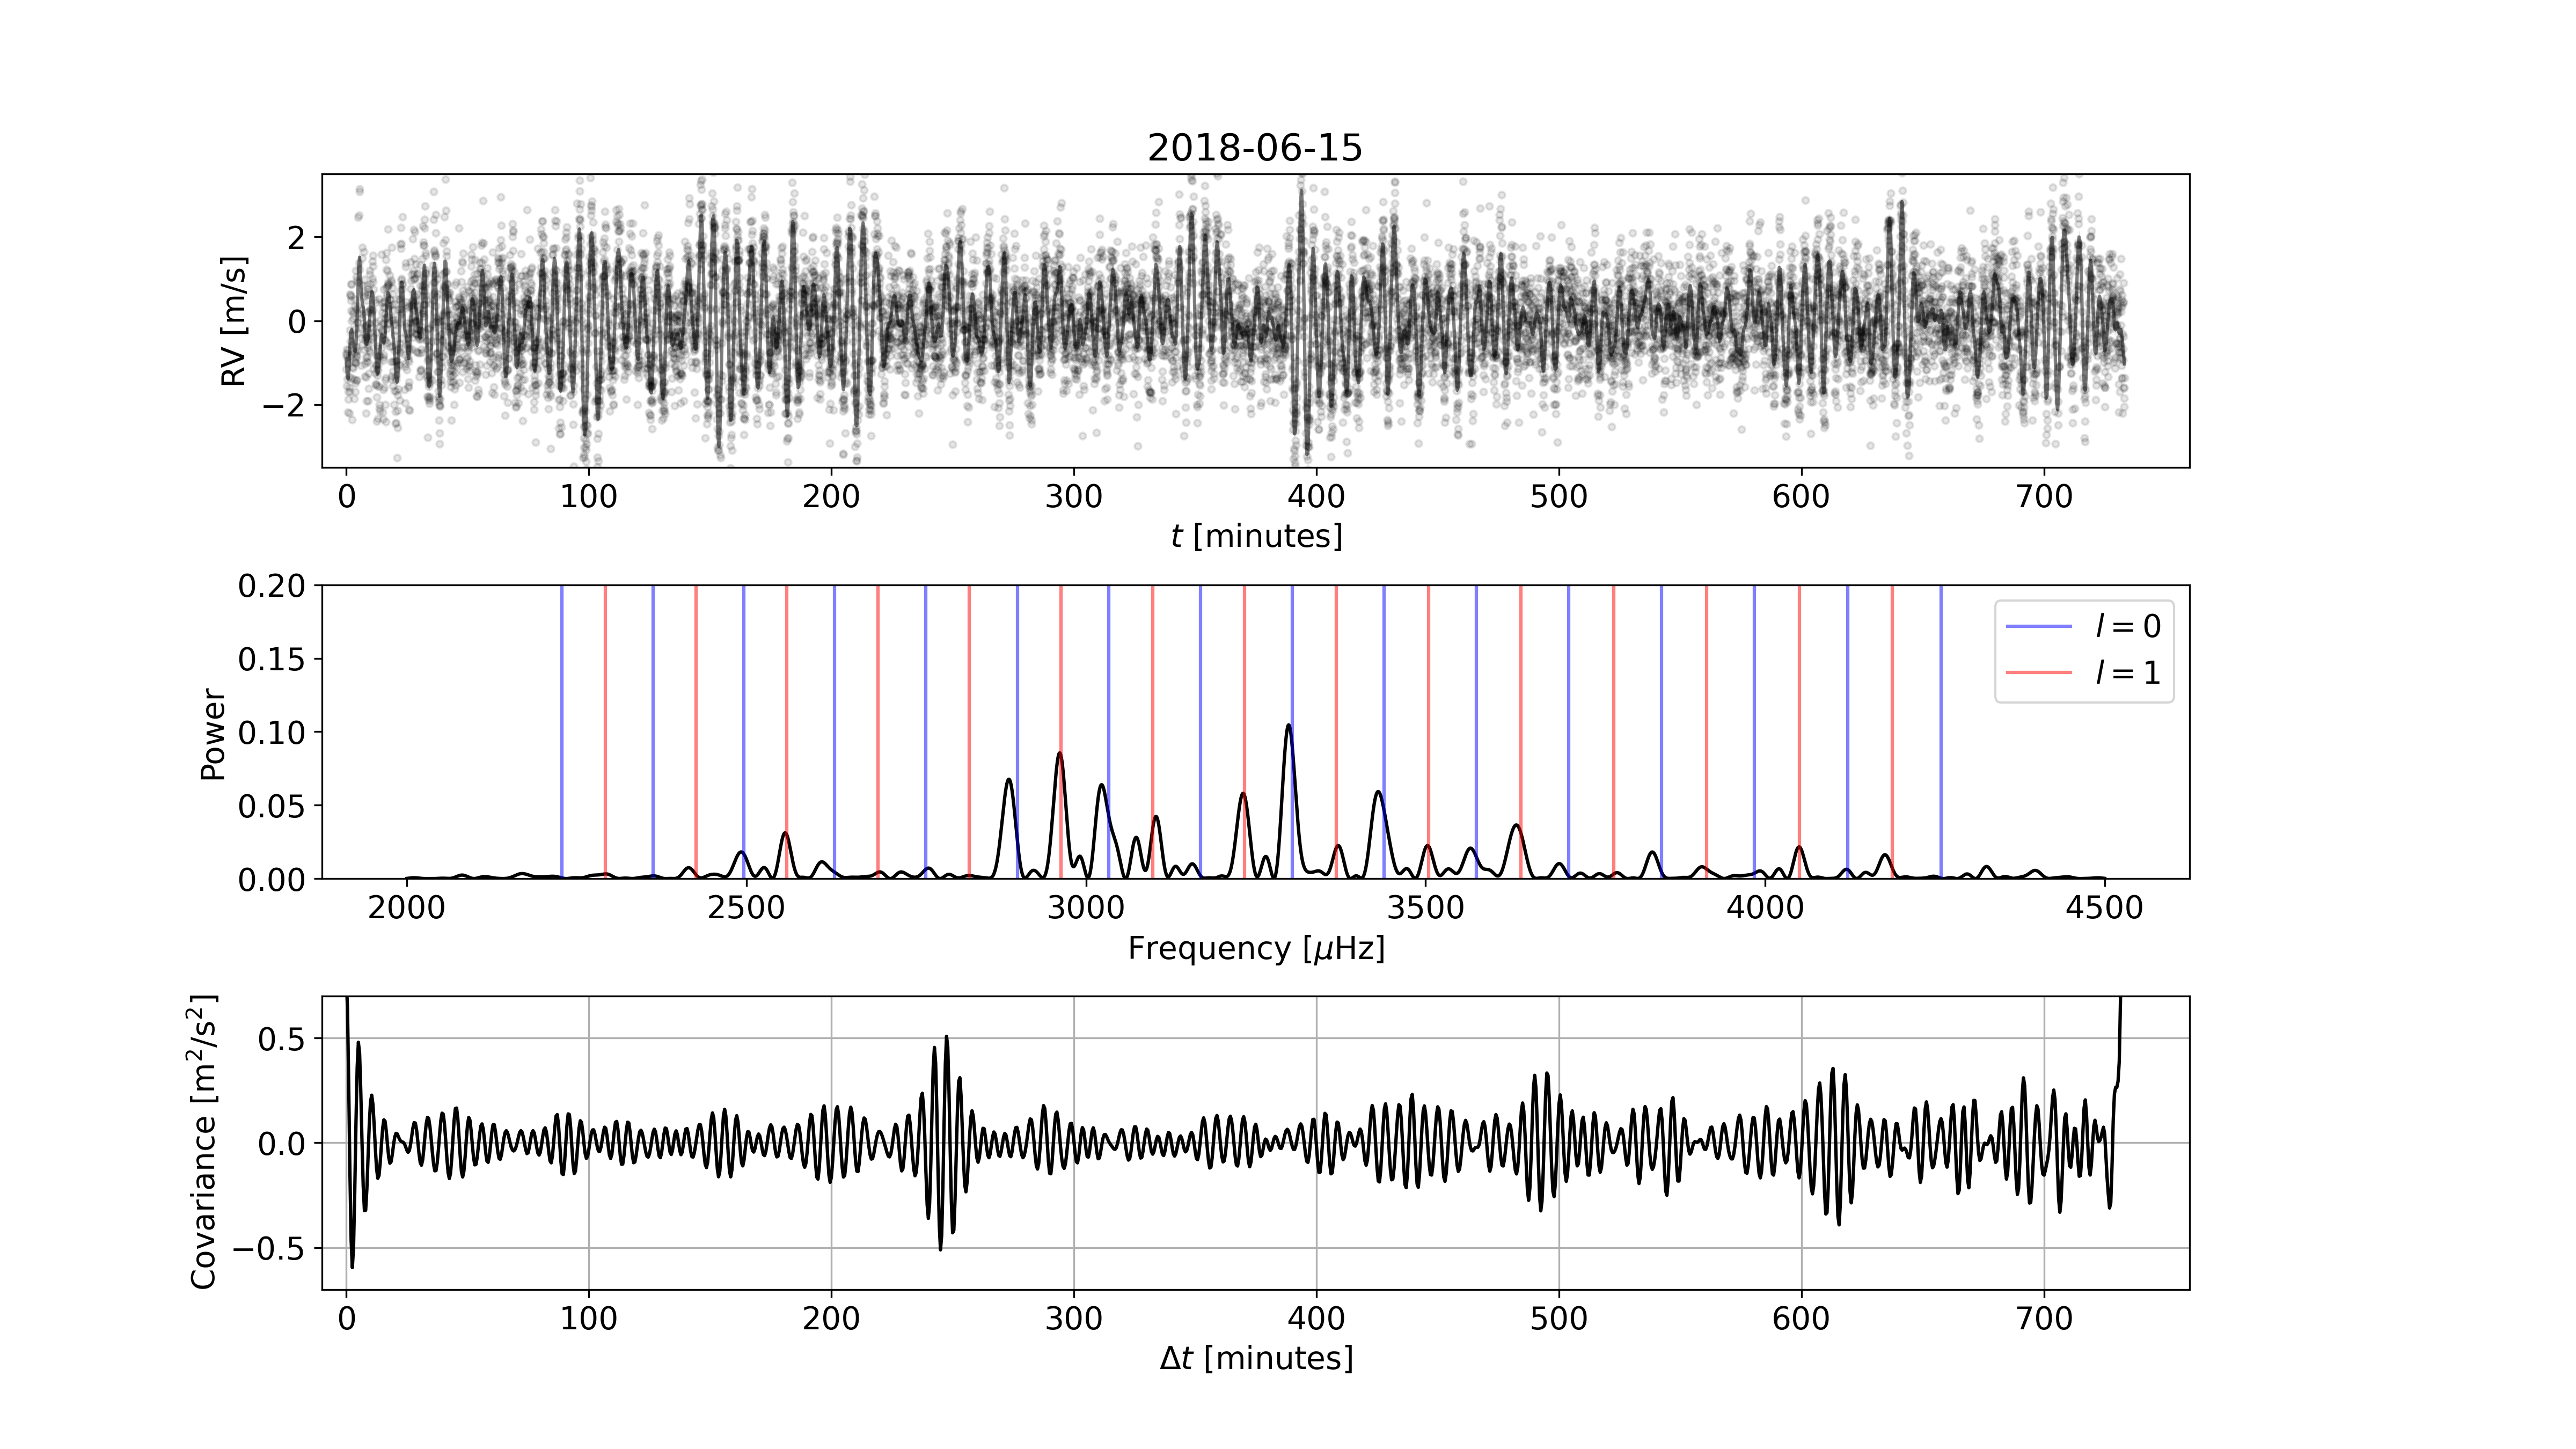 2018-06-15
RV [m/s]
2
0
−2
0 100 200 300 400 500 600 700
t [minutes]
Power
0.20
0.15
0.10
0.05
0.00
l = 0
l = 1
2000 2500 3000 3500 4000 4500
Frequency [μHz]
Covariance [m²/s²]
0.5
0.0
−0.5
0 100 200 300 400 500 600 700
Δt [minutes]